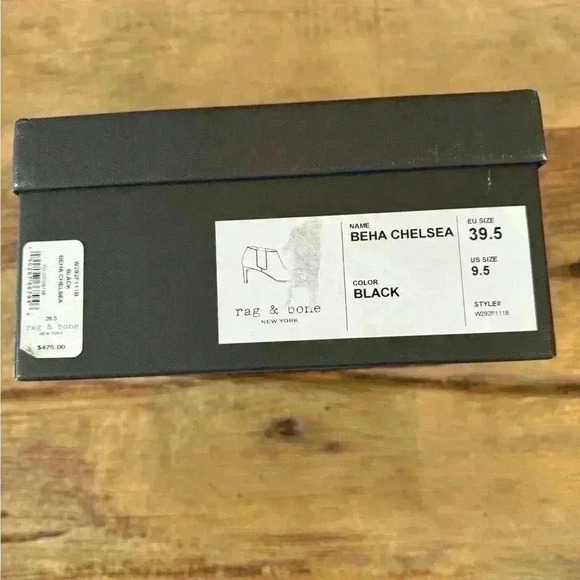 rag & bone
NEW YORK
NAME
BEHA CHELSEA
COLOR
BLACK
EU SIZE
39.5
US SIZE
9.5
STYLE#
W292F111B
W292F111B
BLACK
BEHA CHELSEA
39.5
rag & bone
NEW YORK
$475.00